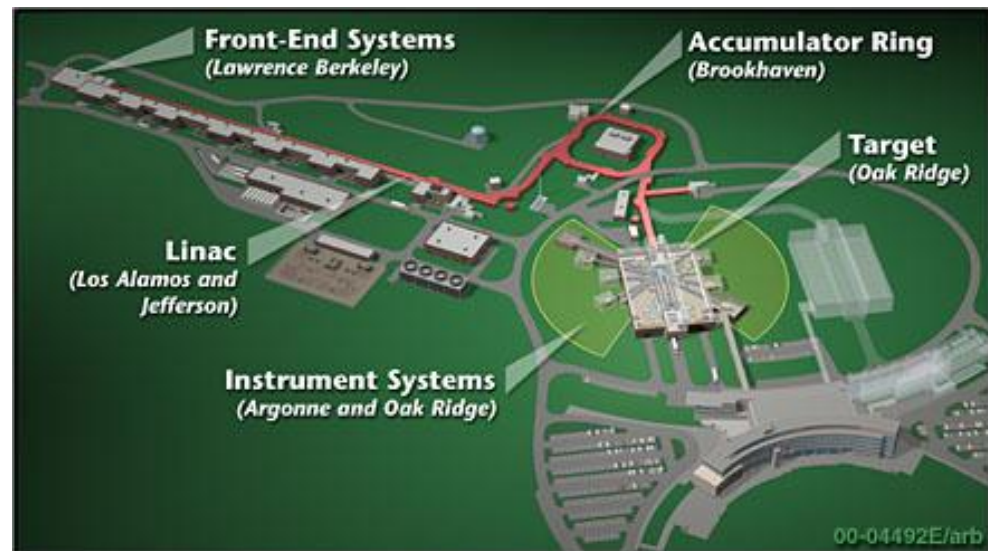 Front-End Systems
(Lawrence Berkeley)
Accumulator Ring
(Brookhaven)
Target
(Oak Ridge)
Linac
(Los Alamos and
Jefferson)
Instrument Systems
(Argonne and Oak Ridge)
00-04492E/arb